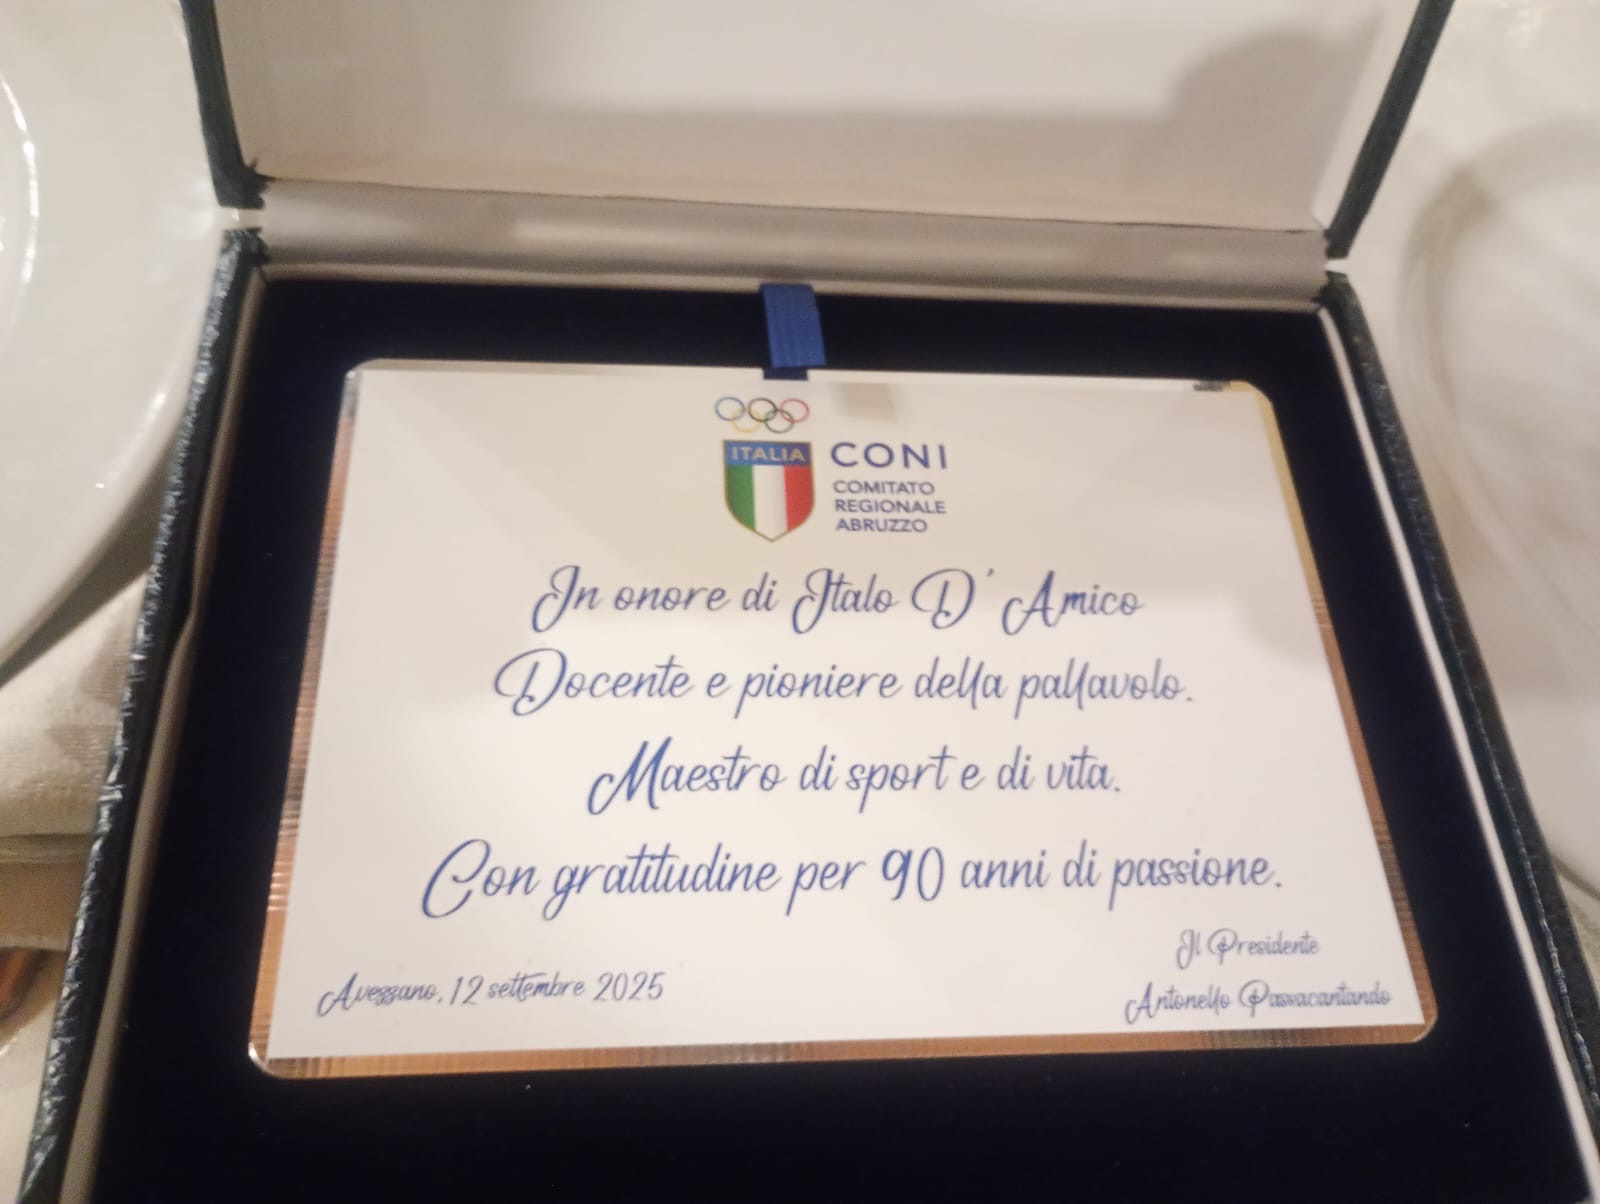 ITALIA
CONI
COMITATO
REGIONALE
ABRUZZO
In onore di Italo D' Amico
Docente e pioniere della pallavolo.
Maestro di sport e di vita.
Con gratitudine per 90 anni di passione.
Il Presidente
Avezzano, 12 settembre 2025
Antonello Passacantando